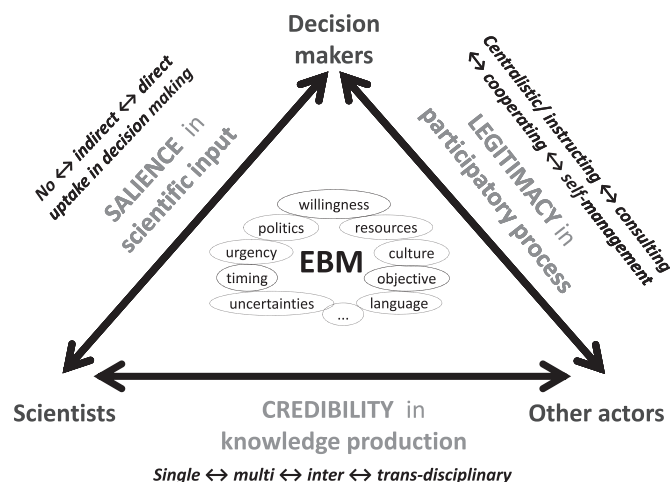 Decision
makers
No ↔ indirect ↔ direct
uptake in decision making
SALIENCE in
scientific input
Centralistic/ instructing ↔ consulting
↔ cooperating ↔ self-management
LEGITIMACY in
participatory process
willingness
politics resources
urgency EBM culture
timing objective
uncertainties language
...
Scientists
Other actors
CREDIBILITY in
knowledge production
Single ↔ multi ↔ inter ↔ trans-disciplinary